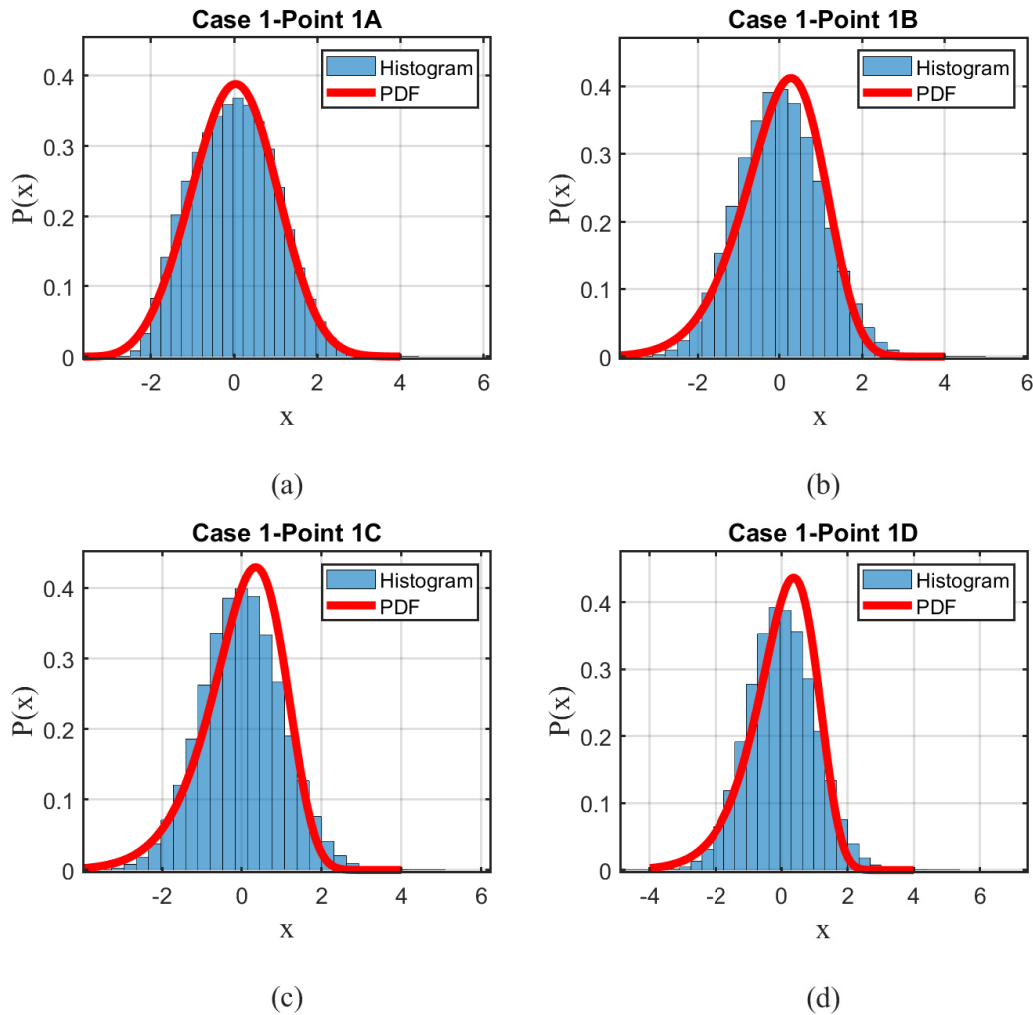 Case 1-Point 1A
Histogram
PDF
P(x)
0.4
0.3
0.2
0.1
0
-2
0
2
4
6
x
(a)
Case 1-Point 1B
Histogram
PDF
P(x)
0.4
0.3
0.2
0.1
0
-2
0
2
4
6
x
(b)
Case 1-Point 1C
Histogram
PDF
P(x)
0.4
0.3
0.2
0.1
0
-2
0
2
4
6
x
(c)
Case 1-Point 1D
Histogram
PDF
P(x)
0.4
0.3
0.2
0.1
0
-4
-2
0
2
4
6
x
(d)